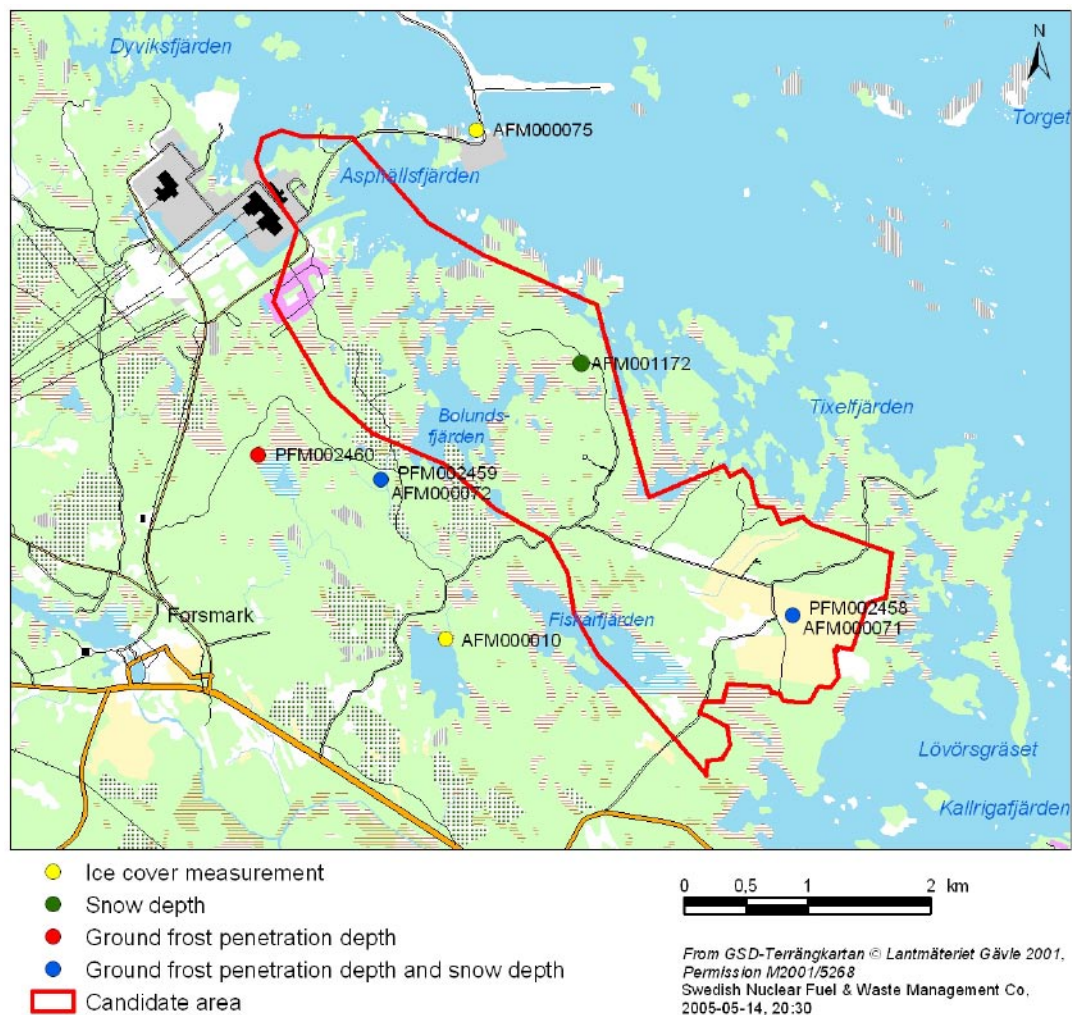 Dyviksfjärden
N
Torget
AFM000075
Asphällsfjärden
AFM001172
Tixelfjärden
Bolunds-
fjärden
PFM002460
PFM002459
AFM000072
PFM002458
AFM000071
Forsmark
Fiskarfjärden
AFM000010
Lövörsgräset
Kallrigafjärden
Ice cover measurement
Snow depth
Ground frost penetration depth
Ground frost penetration depth and snow depth
Candidate area
0 0,5 1 2 km
From GSD-Terrängkartan © Lantmäteriet Gävle 2001,
Permission M2001/5268
Swedish Nuclear Fuel & Waste Management Co,
2005-05-14, 20:30